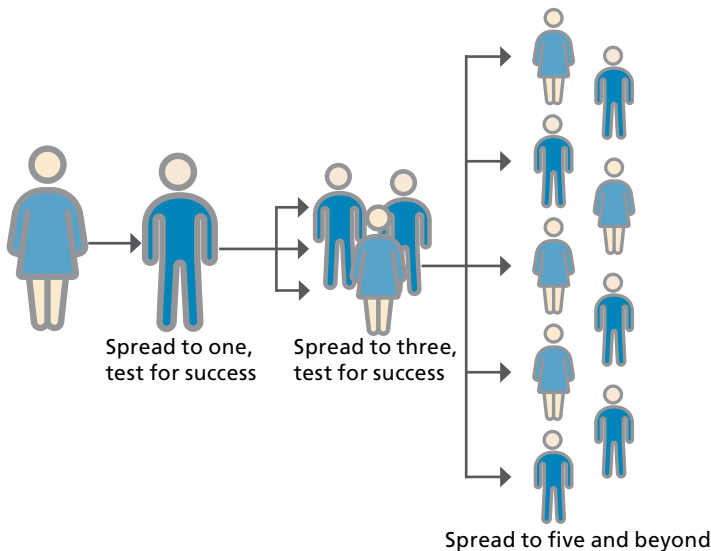 Spread to one,
test for success
Spread to three,
test for success
Spread to five and beyond